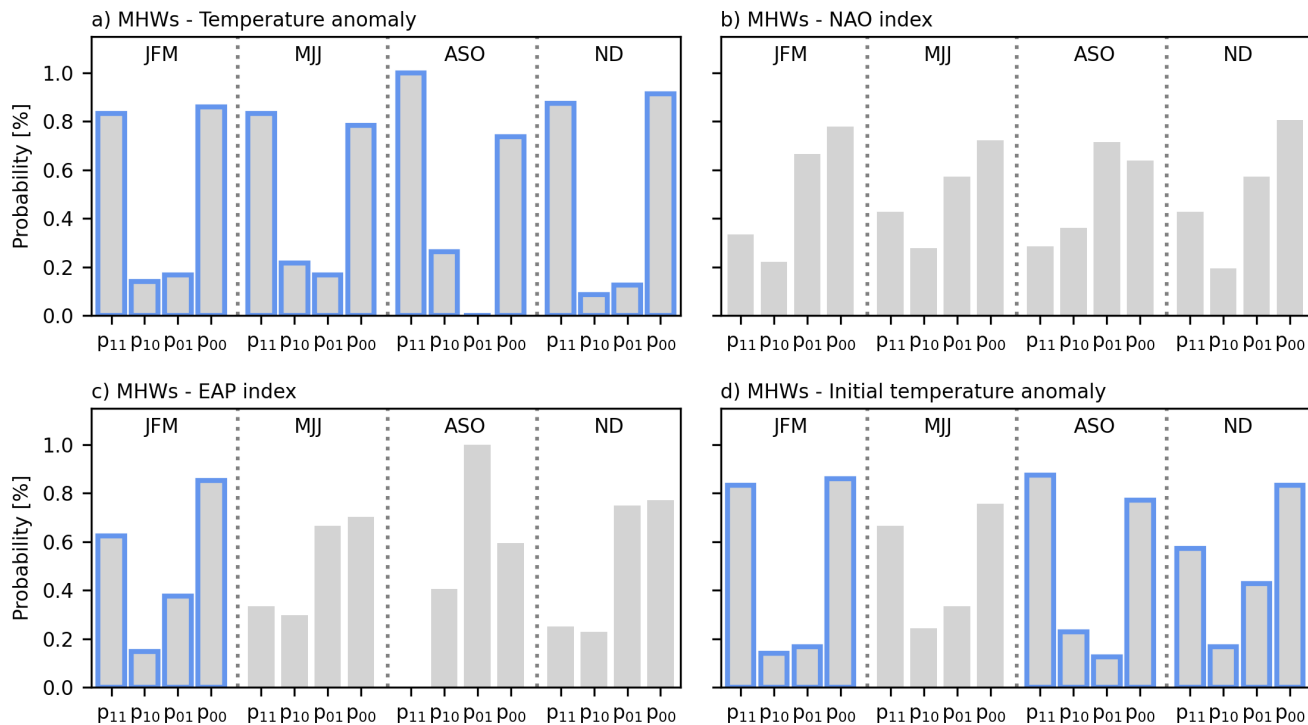 a) MHWs - Temperature anomaly
JFM MJJ ASO ND
Probability [%]
1.0
0.8
0.6
0.4
0.2
0.0
p₁₁ p₁₀ p₀₁ p₀₀ p₁₁ p₁₀ p₀₁ p₀₀ p₁₁ p₁₀ p₀₁ p₀₀ p₁₁ p₁₀ p₀₁ p₀₀
b) MHWs - NAO index
JFM MJJ ASO ND
p₁₁ p₁₀ p₀₁ p₀₀ p₁₁ p₁₀ p₀₁ p₀₀ p₁₁ p₁₀ p₀₁ p₀₀ p₁₁ p₁₀ p₀₁ p₀₀
c) MHWs - EAP index
JFM MJJ ASO ND
Probability [%]
1.0
0.8
0.6
0.4
0.2
0.0
p₁₁ p₁₀ p₀₁ p₀₀ p₁₁ p₁₀ p₀₁ p₀₀ p₁₁ p₁₀ p₀₁ p₀₀ p₁₁ p₁₀ p₀₁ p₀₀
d) MHWs - Initial temperature anomaly
JFM MJJ ASO ND
p₁₁ p₁₀ p₀₁ p₀₀ p₁₁ p₁₀ p₀₁ p₀₀ p₁₁ p₁₀ p₀₁ p₀₀ p₁₁ p₁₀ p₀₁ p₀₀